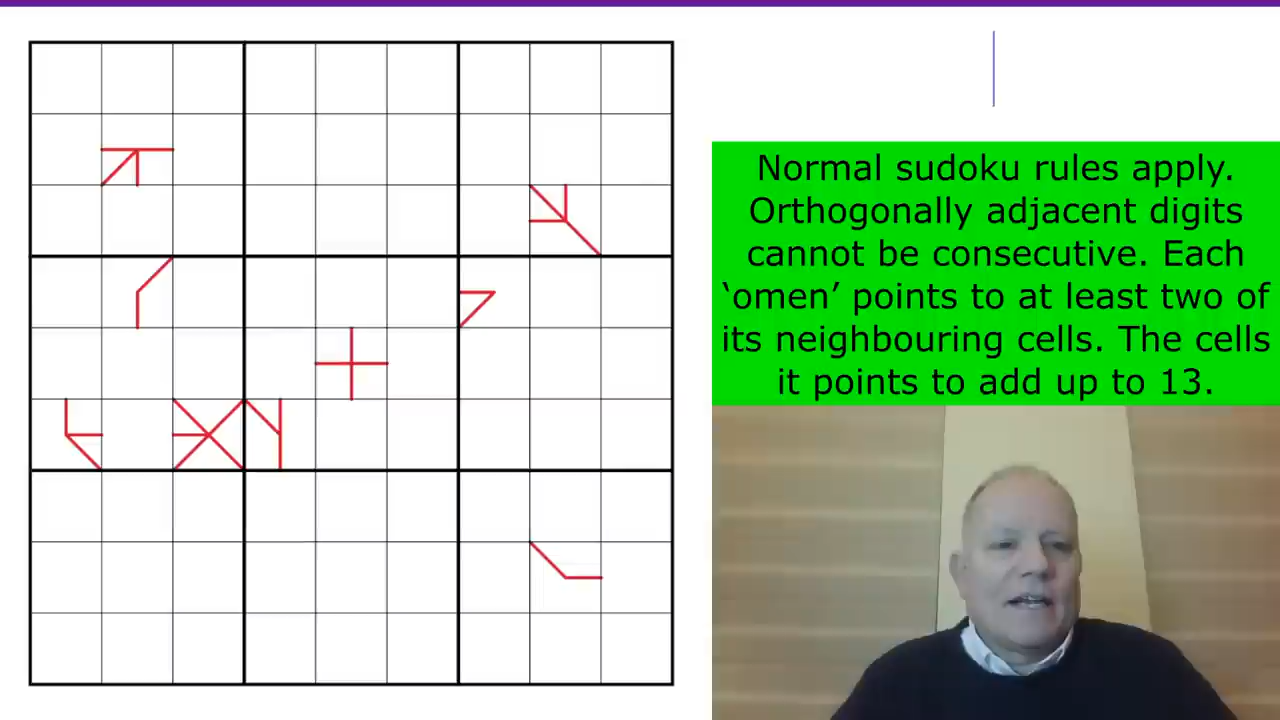 Normal sudoku rules apply.
Orthogonally adjacent digits
cannot be consecutive. Each
‘omen’ points to at least two of
its neighbouring cells. The cells
it points to add up to 13.